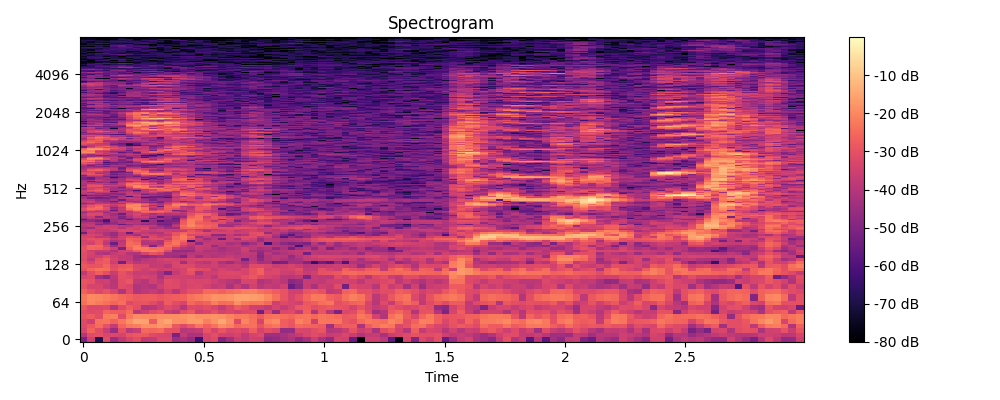 Spectrogram
Hz
4096
2048
1024
512
256
128
64
0
0
0.5
1
1.5
2
2.5
Time
-10 dB
-20 dB
-30 dB
-40 dB
-50 dB
-60 dB
-70 dB
-80 dB